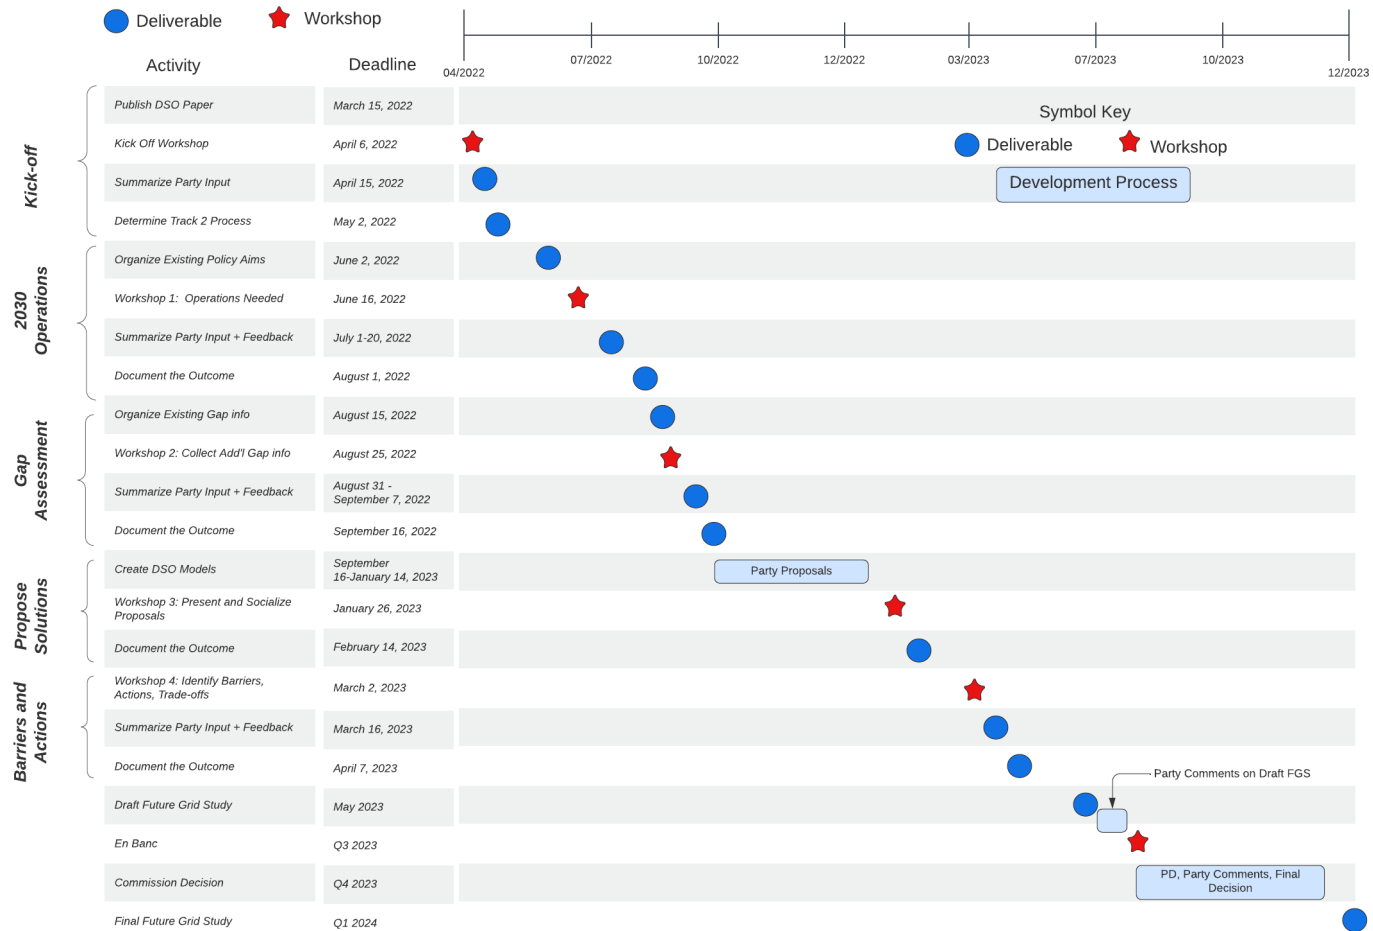 Deliverable
Workshop
Activity
Deadline
04/2022
07/2022
10/2022
12/2022
03/2023
07/2023
10/2023
12/2023
Symbol Key
Deliverable
Workshop
Development Process
Kick-off
Publish DSO Paper
March 15, 2022
Kick Off Workshop
April 6, 2022
Summarize Party Input
April 15, 2022
Determine Track 2 Process
May 2, 2022
2030
Operations
Organize Existing Policy Aims
June 2, 2022
Workshop 1:  Operations Needed
June 16, 2022
Summarize Party Input + Feedback
July 1-20, 2022
Document the Outcome
August 1, 2022
Gap
Assessment
Organize Existing Gap info
August 15, 2022
Workshop 2: Collect Add'l Gap info
August 25, 2022
Summarize Party Input + Feedback
August 31 -
September 7, 2022
Document the Outcome
September 16, 2022
Propose
Solutions
Create DSO Models
September
16-January 14, 2023
Party Proposals
Workshop 3: Present and Socialize
Proposals
January 26, 2023
Document the Outcome
February 14, 2023
Barriers and
Actions
Workshop 4: Identify Barriers,
Actions, Trade-offs
March 2, 2023
Summarize Party Input + Feedback
March 16, 2023
Document the Outcome
April 7, 2023
Party Comments on Draft FGS
Draft Future Grid Study
May 2023
En Banc
Q3 2023
Commission Decision
Q4 2023
PD, Party Comments, Final
Decision
Final Future Grid Study
Q1 2024